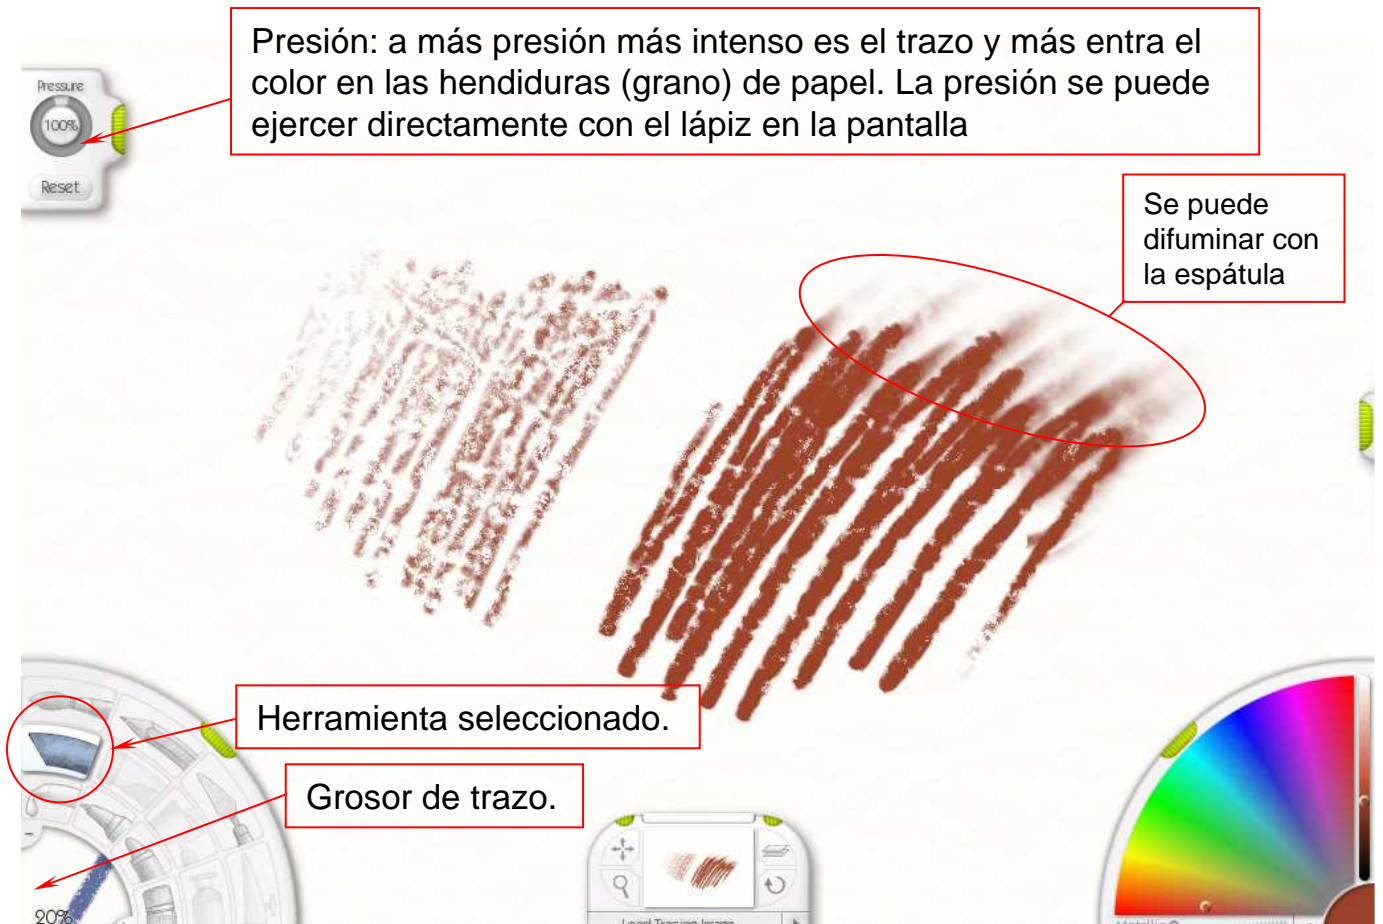 Presión: a más presión más intenso es el trazo y más entra el
color en las hendiduras (grano) de papel. La presión se puede
ejercer directamente con el lápiz en la pantalla
Pressure
100%
Reset
Se puede
difuminar con
la espátula
Herramienta seleccionado.
Grosor de trazo.
20%
Load Tracing Image
Metallic